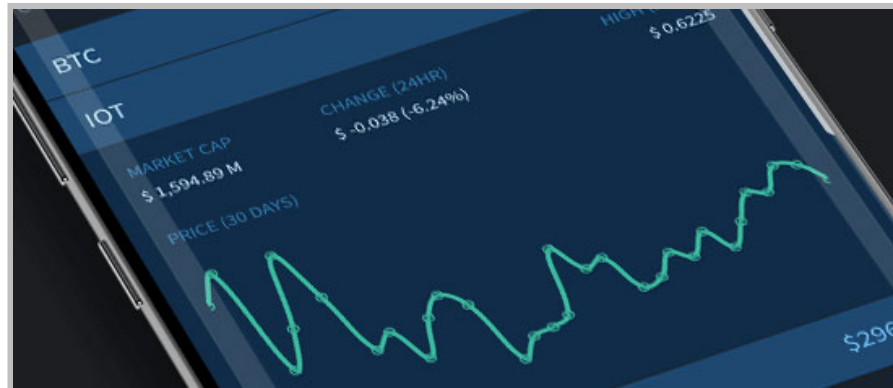 BTC
IOT
HIGH
$ 0.6225
CHANGE (24HR)
$ -0.038 (-6.24%)
MARKET CAP
$ 1,594.89 M
PRICE (30 DAYS)
$296